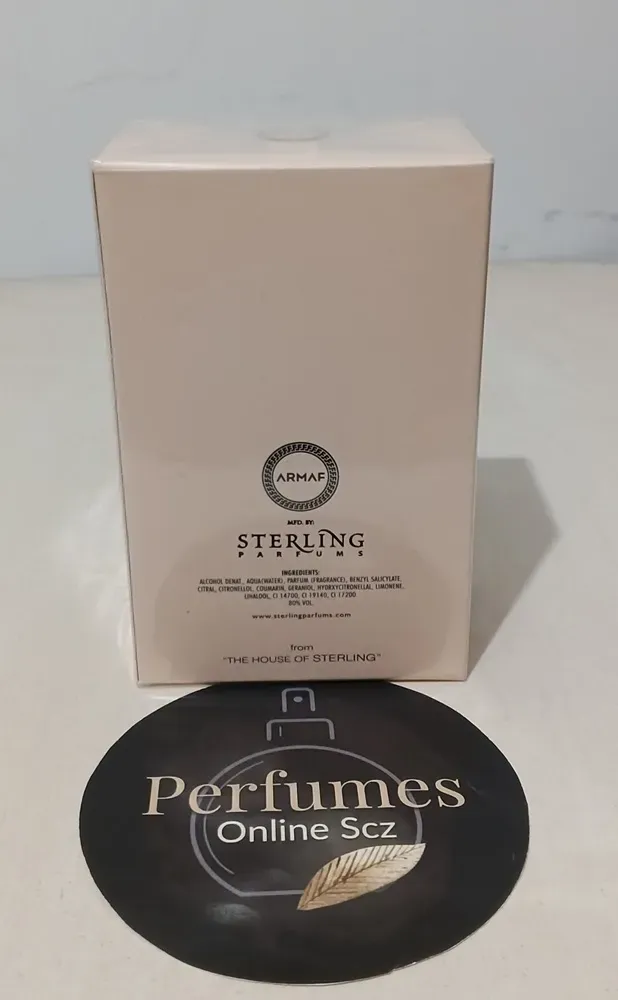 ARMAF
MFD. BY:
STERLING
PARFUMS
INGREDIENTS:
ALCOHOL DENAT., AQUA(WATER), PARFUM (FRAGRANCE), BENZYL SALICYLATE,
CITRAL, CITRONELLOL, COUMARIN, GERANIOL, HYDROXYCITRONELLAL, LIMONENE,
LINALOOL, CI 14700, CI 19140, CI 17200
80% VOL.
www.sterlingparfums.com
from
"THE HOUSE OF STERLING"
Perfumes
Online Scz